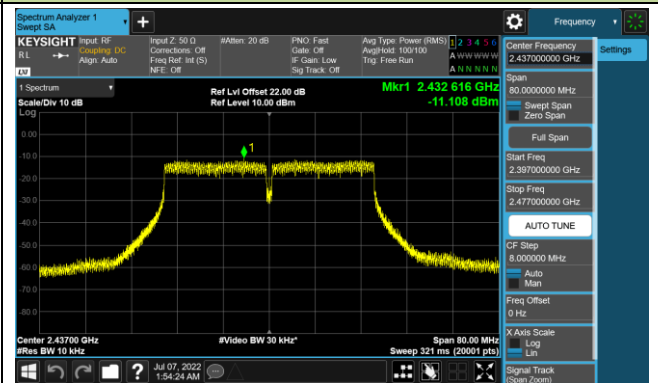 Spectrum Analyzer 1
Swept SA
Frequency
KEYSIGHT
RL
Input: RF
Coupling: DC
Align: Auto
Input Z: 50 Ω
Corrections: Off
Freq Ref: Int (S)
NFE: Off
#Atten: 20 dB
PNO: Fast
Gate: Off
IF Gain: Low
Sig Track: Off
Avg Type: Power (RMS)
Avg|Hold: 100/100
Trig: Free Run
1 2 3 4 5 6
A W W W W W
A N N N N N
1 Spectrum
Scale/Div 10 dB
Log
Ref Lvl Offset 22.00 dB
Ref Level 10.00 dBm
Mkr1 2.432 616 GHz
-11.108 dBm
1
0.00
-10.0
-20.0
-30.0
-40.0
-50.0
-60.0
-70.0
-80.0
Center 2.43700 GHz
#Res BW 10 kHz
#Video BW 30 kHz*
Span 80.00 MHz
Sweep 321 ms (20001 pts)
Jul 07, 2022
1:54:24 AM
Center Frequency
2.437000000 GHz
Span
80.0000000 MHz
Swept Span
Zero Span
Full Span
Start Freq
2.397000000 GHz
Stop Freq
2.477000000 GHz
AUTO TUNE
CF Step
8.000000 MHz
Auto
Man
Freq Offset
0 Hz
X Axis Scale
Log
Lin
Signal Track
(Span Zoom)
Settings